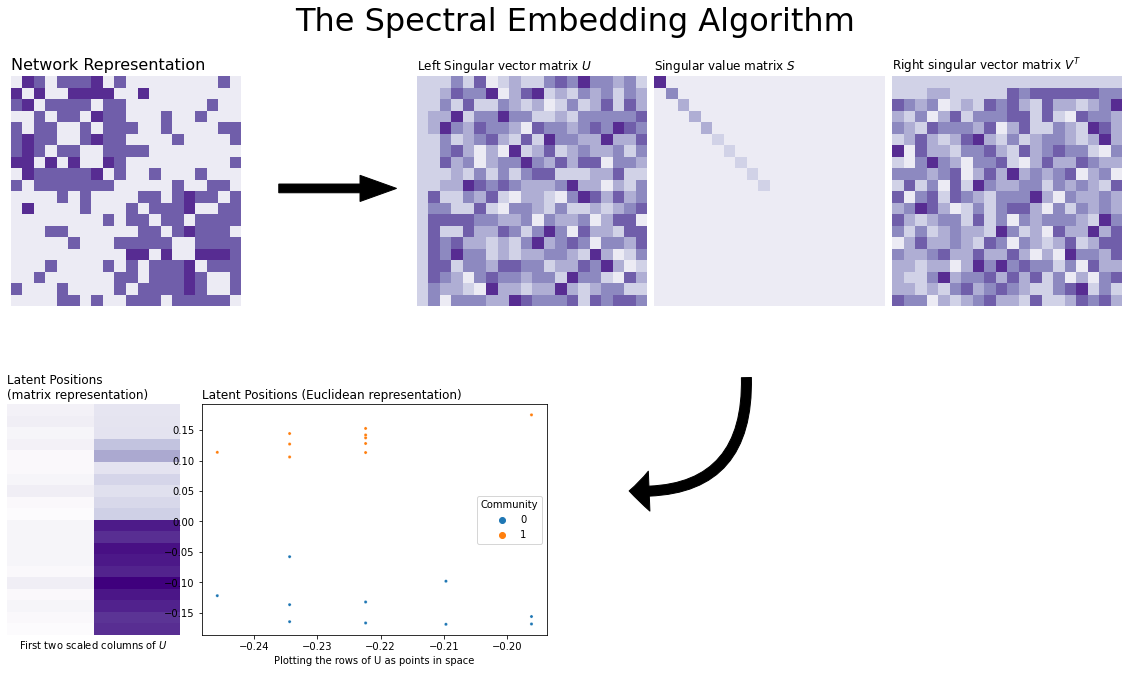 The Spectral Embedding Algorithm
Network Representation
Left Singular vector matrix U
Singular value matrix S
Right singular vector matrix V^T
Latent Positions
(matrix representation)
First two scaled columns of U
Latent Positions (Euclidean representation)
0.15
0.10
0.05
0.00
−0.05
−0.10
−0.15
Community
0
1
−0.24
−0.23
−0.22
−0.21
−0.20
Plotting the rows of U as points in space